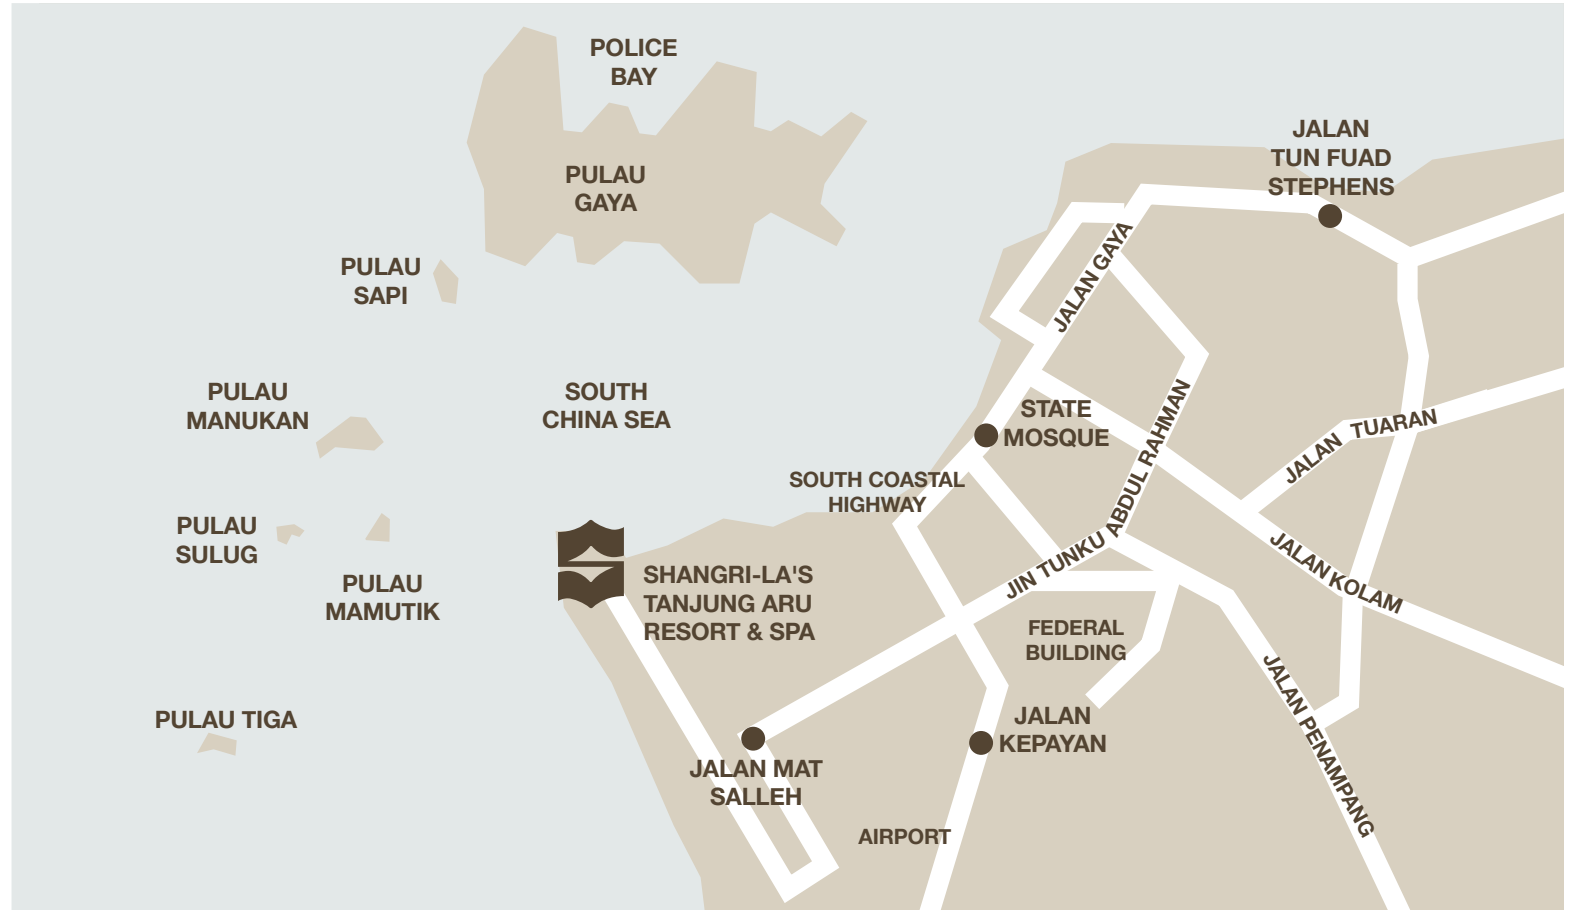 POLICE
BAY
JALAN
TUN FUAD
STEPHENS
PULAU
GAYA
JALAN GAYA
PULAU
SAPI
PULAU
MANUKAN
SOUTH
CHINA SEA
STATE
MOSQUE
JALAN TUARAN
SOUTH COASTAL
HIGHWAY
JIN TUNKU ABDUL RAHMAN
PULAU
SULUG
PULAU
MAMUTIK
SHANGRI-LA'S
TANJUNG ARU
RESORT & SPA
JALAN KOLAM
FEDERAL
BUILDING
JALAN PENAMPANG
PULAU TIGA
JALAN
KEPAYAN
JALAN MAT
SALLEH
AIRPORT